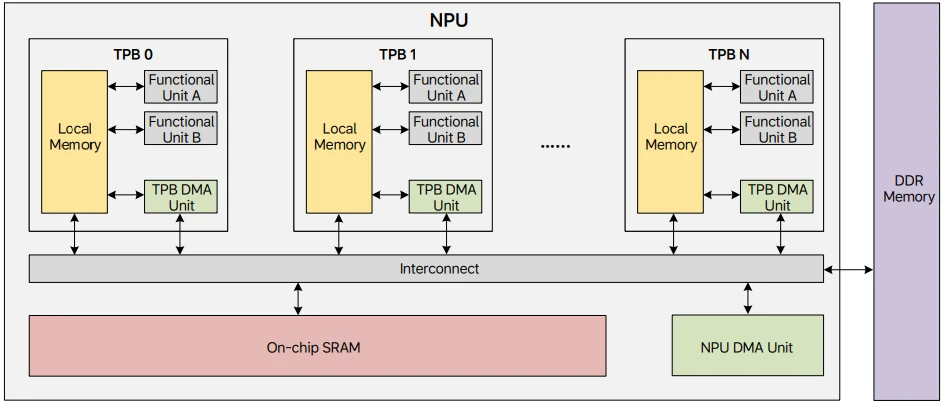 NPU
TPB 0
Local
Memory
Functional
Unit A
Functional
Unit B
TPB DMA
Unit
TPB 1
Local
Memory
Functional
Unit A
Functional
Unit B
TPB DMA
Unit
......
TPB N
Local
Memory
Functional
Unit A
Functional
Unit B
TPB DMA
Unit
DDR
Memory
Interconnect
On-chip SRAM
NPU DMA Unit